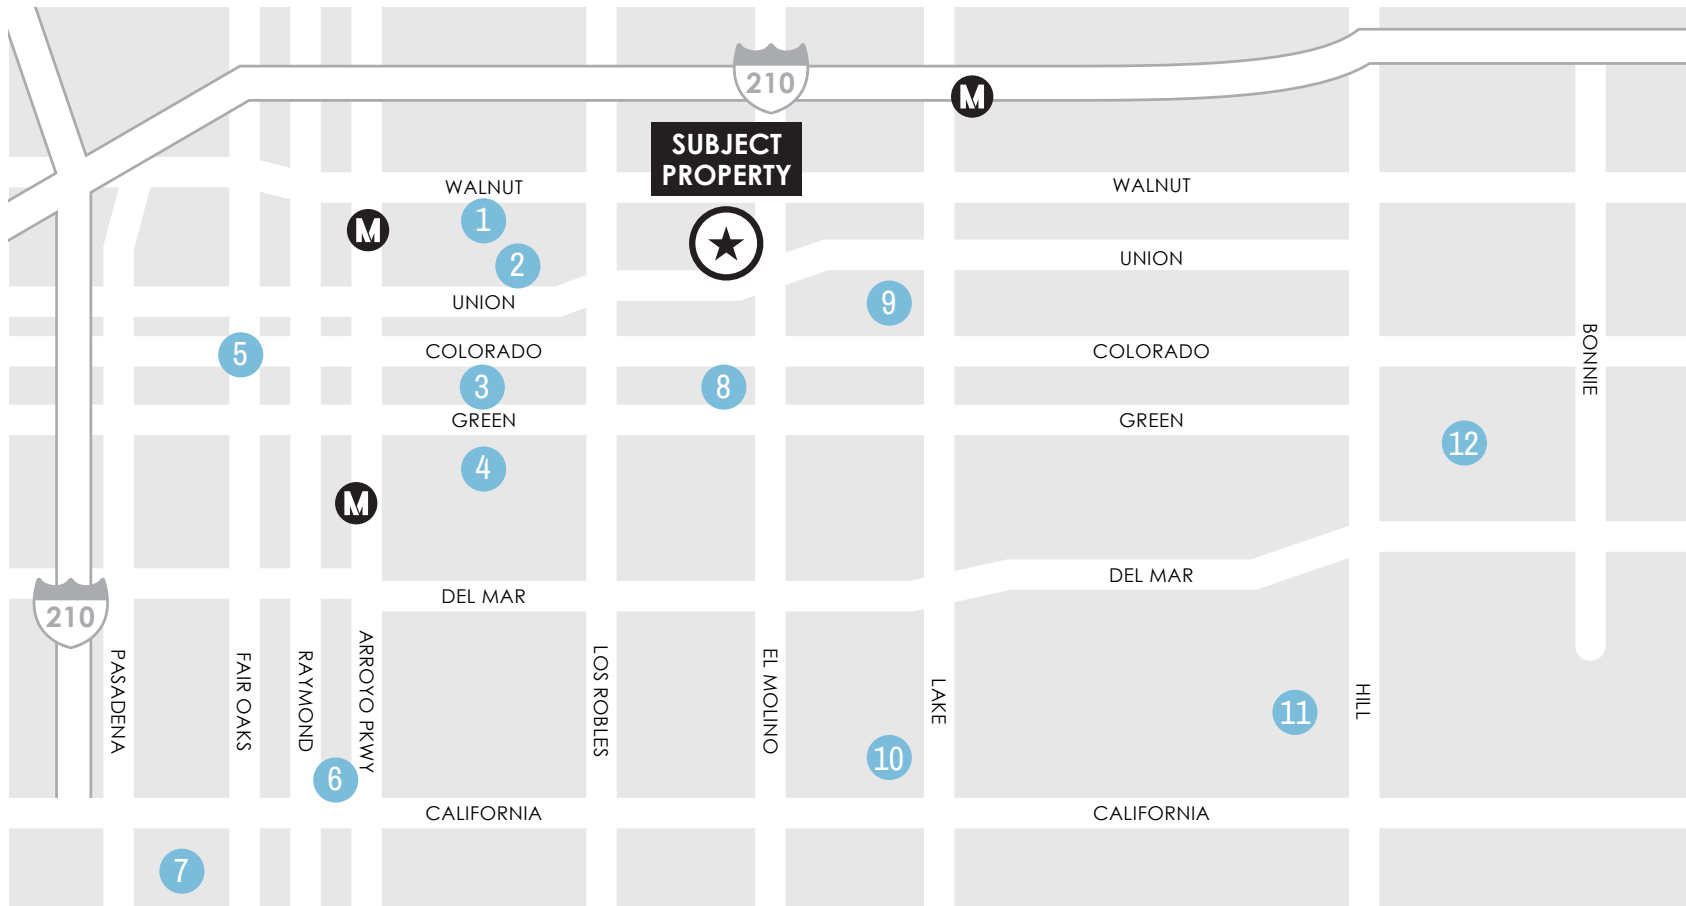 210
M
SUBJECT
PROPERTY
WALNUT
WALNUT
1
M
2
UNION
UNION
9
5
COLORADO
COLORADO
BONNIE
3
8
GREEN
GREEN
12
4
M
DEL MAR
DEL MAR
210
PASADENA
FAIR OAKS
RAYMOND
ARROYO PKWY
LOS ROBLES
EL MOLINO
LAKE
HILL
11
10
6
CALIFORNIA
CALIFORNIA
7